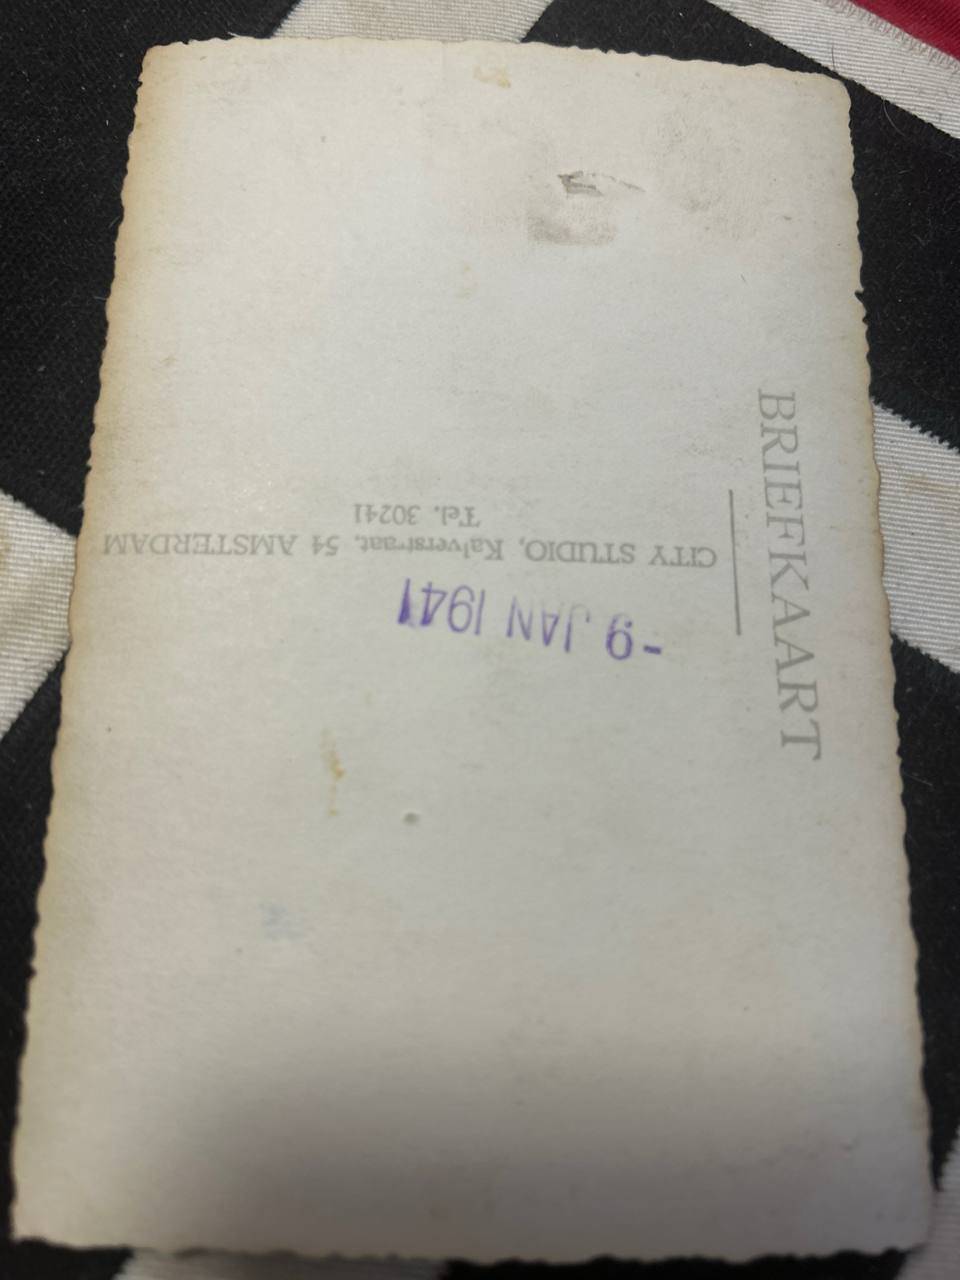 BRIEFKAART
CITY STUDIO, Kalverstraat, 54 AMSTERDAM
Tel. 30241
-9. JAN 1941